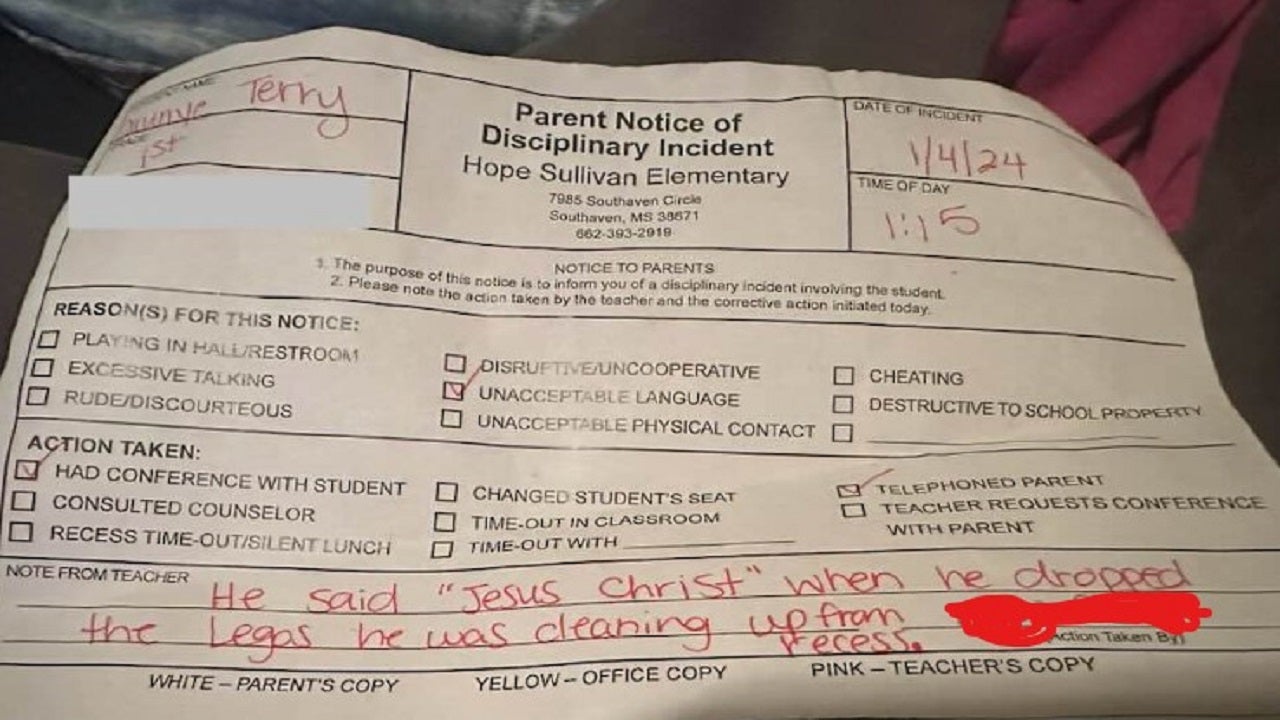 Terry
1st
Parent Notice of
Disciplinary Incident
Hope Sullivan Elementary
7985 Southaven Circle
Southaven, MS 38671
662-393-2919
DATE OF INCIDENT
1/4/24
TIME OF DAY
1:15
NOTICE TO PARENTS
1. The purpose of this notice is to inform you of a disciplinary incident involving the student.
2. Please note the action taken by the teacher and the corrective action initiated today.
REASON(S) FOR THIS NOTICE:
PLAYING IN HALL/RESTROOM
EXCESSIVE TALKING
RUDE/DISCOURTEOUS
DISRUPTIVE/UNCOOPERATIVE
UNACCEPTABLE LANGUAGE
UNACCEPTABLE PHYSICAL CONTACT
CHEATING
DESTRUCTIVE TO SCHOOL PROPERTY
ACTION TAKEN:
HAD CONFERENCE WITH STUDENT
CONSULTED COUNSELOR
RECESS TIME-OUT/SILENT LUNCH
CHANGED STUDENT'S SEAT
TIME-OUT IN CLASSROOM
TIME-OUT WITH
TELEPHONED PARENT
TEACHER REQUESTS CONFERENCE
WITH PARENT
NOTE FROM TEACHER
He said "Jesus Christ" when he dropped
the Legos he was cleaning up from
recess.
(Action Taken By)
WHITE – PARENT'S COPY
YELLOW – OFFICE COPY
PINK – TEACHER'S COPY